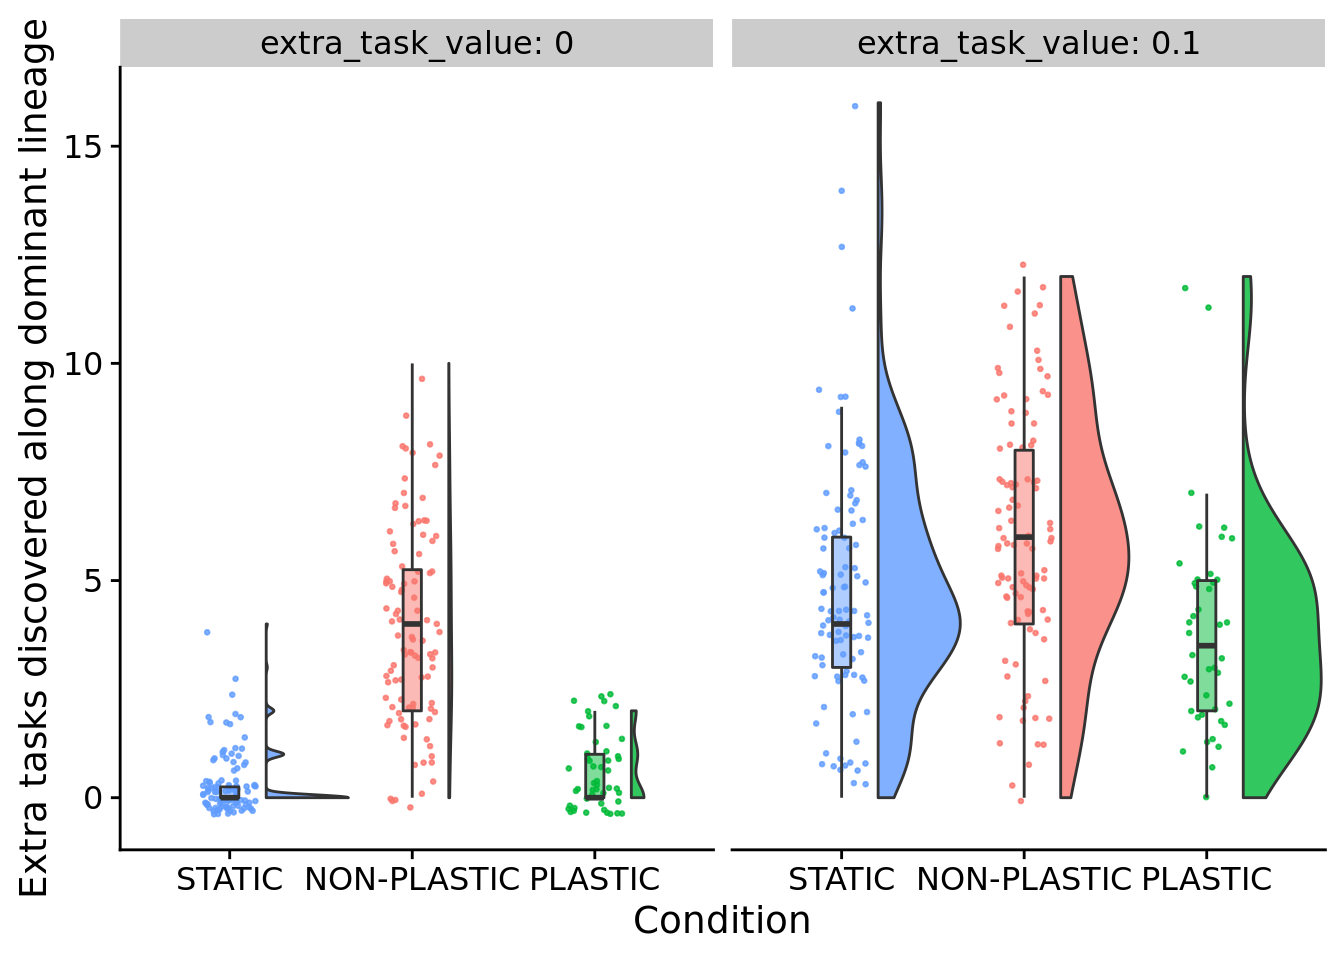 extra_task_value: 0
extra_task_value: 0.1
Extra tasks discovered along dominant lineage
15
10
5
0
STATIC NON-PLASTIC PLASTIC
STATIC NON-PLASTIC PLASTIC
Condition